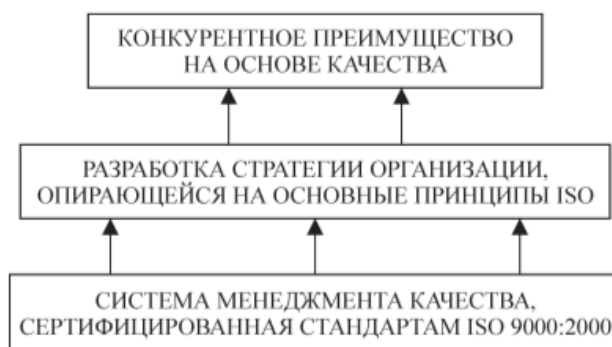 КОНКУРЕНТНОЕ ПРЕИМУЩЕСТВО
НА ОСНОВЕ КАЧЕСТВА
РАЗРАБОТКА СТРАТЕГИИ ОРГАНИЗАЦИИ,
ОПИРАЮЩЕЙСЯ НА ОСНОВНЫЕ ПРИНЦИПЫ ISO
СИСТЕМА МЕНЕДЖМЕНТА КАЧЕСТВА,
СЕРТИФИЦИРОВАННАЯ СТАНДАРТАМ ISO 9000:2000